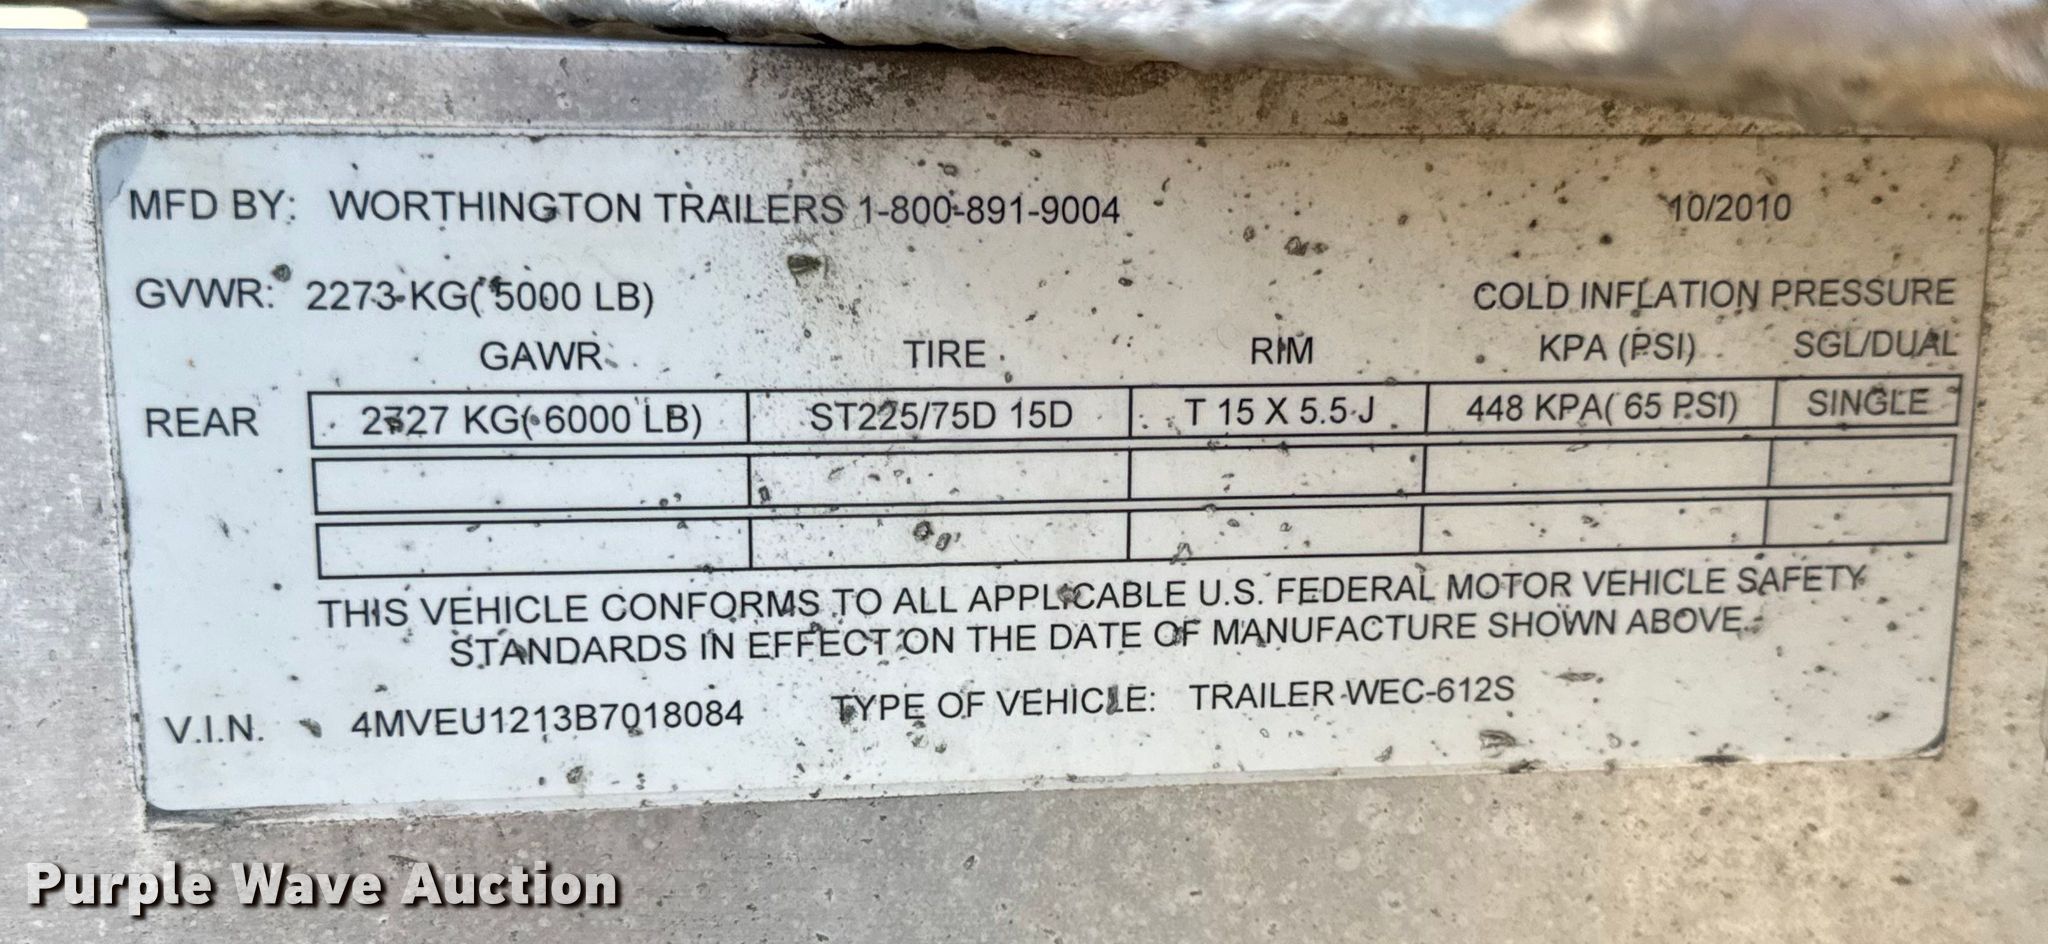 MFD BY: WORTHINGTON TRAILERS 1-800-891-9004 10/2010
GVWR: 2273 KG( 5000 LB) COLD INFLATION PRESSURE
GAWR TIRE RIM KPA (PSI) SGL/DUAL
REAR 2727 KG( 6000 LB) ST225/75D 15D T 15 X 5.5 J 448 KPA( 65 PSI) SINGLE
THIS VEHICLE CONFORMS TO ALL APPLICABLE U.S. FEDERAL MOTOR VEHICLE SAFETY
STANDARDS IN EFFECT ON THE DATE OF MANUFACTURE SHOWN ABOVE.
V.I.N. 4MVEU1213B7018084 TYPE OF VEHICLE: TRAILER WEC-612S
Purple Wave Auction